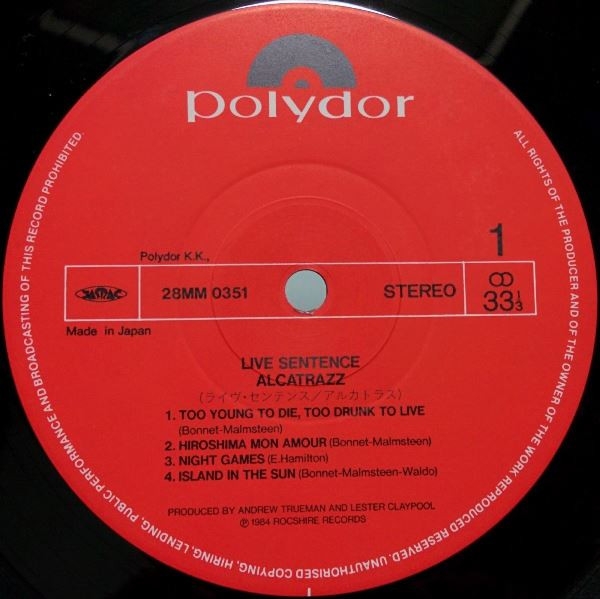 polydor
1
Polydor K.K.,
JASRAC
28MM 0351
STEREO
33 1/3
Made in Japan
LIVE SENTENCE
ALCATRAZZ
(ライヴ・センテンス/アルカトラス)
1. TOO YOUNG TO DIE, TOO DRUNK TO LIVE
(Bonnet-Malmsteen)
2. HIROSHIMA MON AMOUR (Bonnet-Malmsteen)
3. NIGHT GAMES (E.Hamilton)
4. ISLAND IN THE SUN (Bonnet-Malmsteen-Waldo)
PRODUCED BY ANDREW TRUEMAN AND LESTER CLAYPOOL
Ⓟ 1984 ROCSHIRE RECORDS
ALL RIGHTS OF THE PRODUCER AND OF THE OWNER OF THE WORK REPRODUCED RESERVED. UNAUTHORISED COPYING, HIRING, LENDING, PUBLIC PERFORMANCE AND BROADCASTING OF THIS RECORD PROHIBITED.